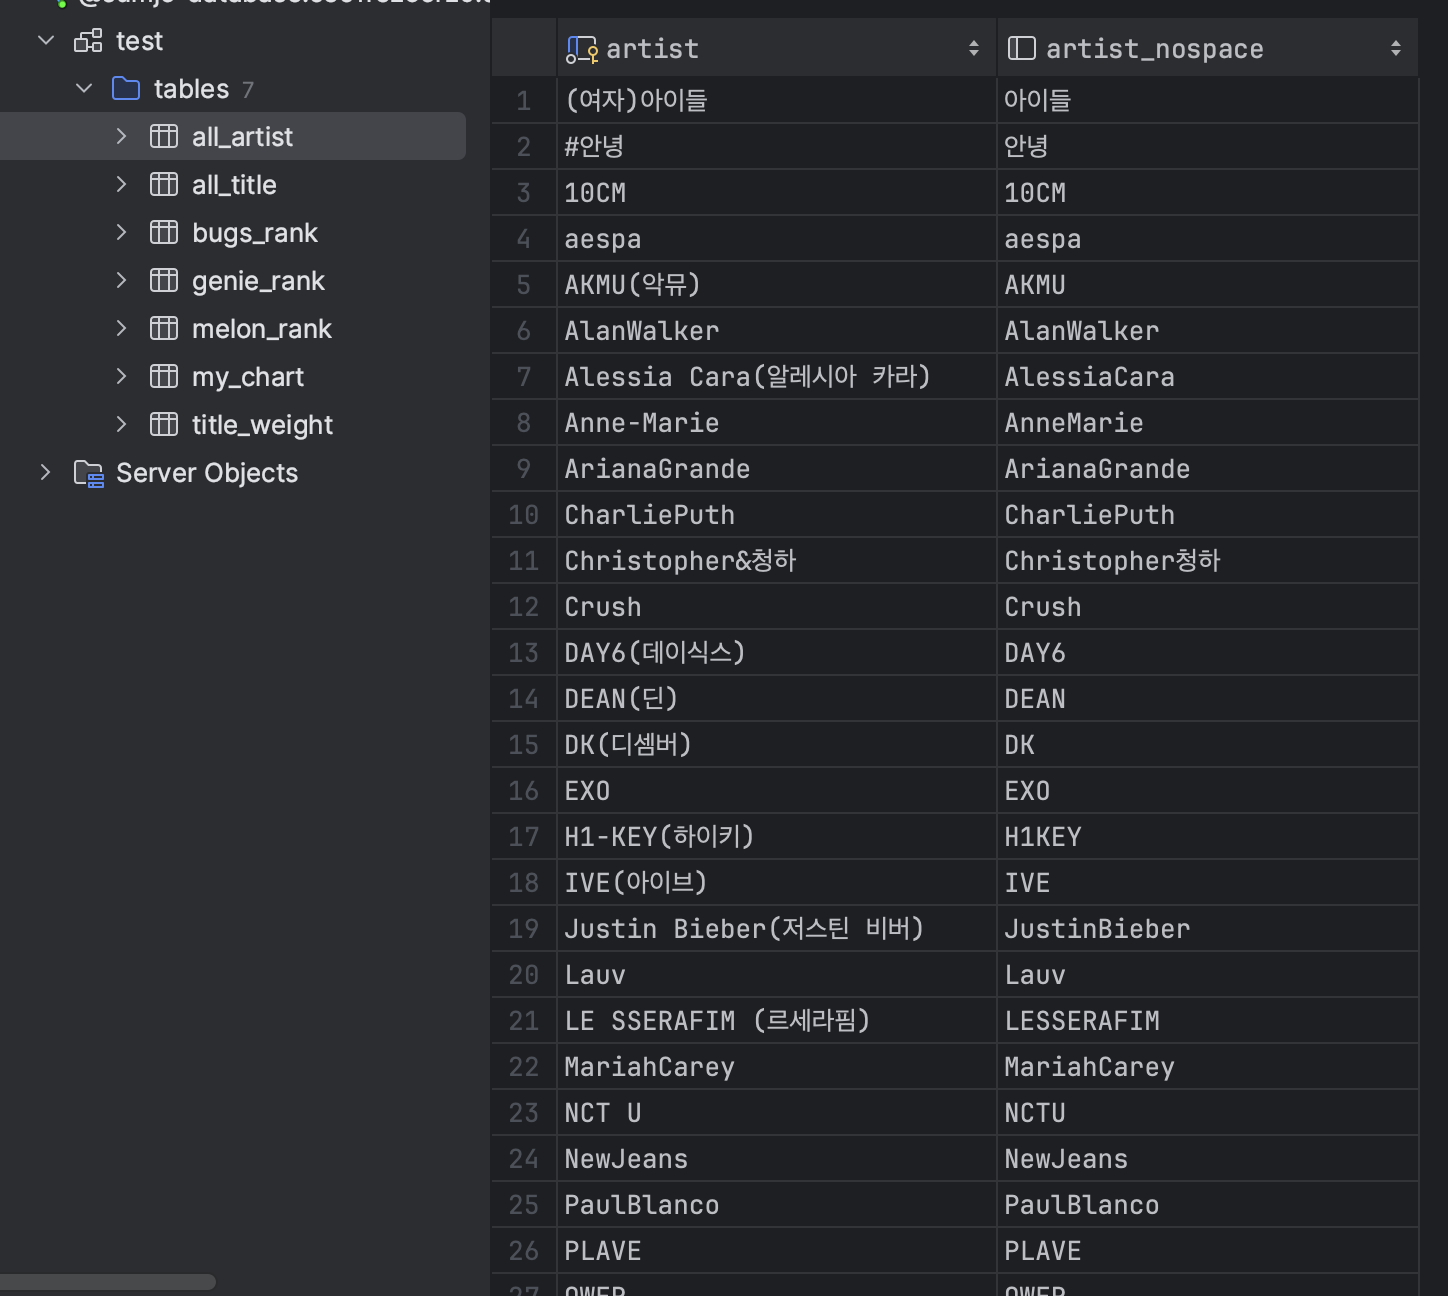 test
tables 7
all_artist
all_title
bugs_rank
genie_rank
melon_rank
my_chart
title_weight
Server Objects
artist artist_nospace
1 (여자)아이들 아이들
2 #안녕 안녕
3 10CM 10CM
4 aespa aespa
5 AKMU(악뮤) AKMU
6 AlanWalker AlanWalker
7 Alessia Cara(알레시아 카라) AlessiaCara
8 Anne-Marie AnneMarie
9 ArianaGrande ArianaGrande
10 CharliePuth CharliePuth
11 Christopher&청하 Christopher청하
12 Crush Crush
13 DAY6(데이식스) DAY6
14 DEAN(딘) DEAN
15 DK(디셈버) DK
16 EXO EXO
17 H1-KEY(하이키) H1KEY
18 IVE(아이브) IVE
19 Justin Bieber(저스틴 비버) JustinBieber
20 Lauv Lauv
21 LE SSERAFIM (르세라핌) LESSERAFIM
22 MariahCarey MariahCarey
23 NCT U NCTU
24 NewJeans NewJeans
25 PaulBlanco PaulBlanco
26 PLAVE PLAVE
27